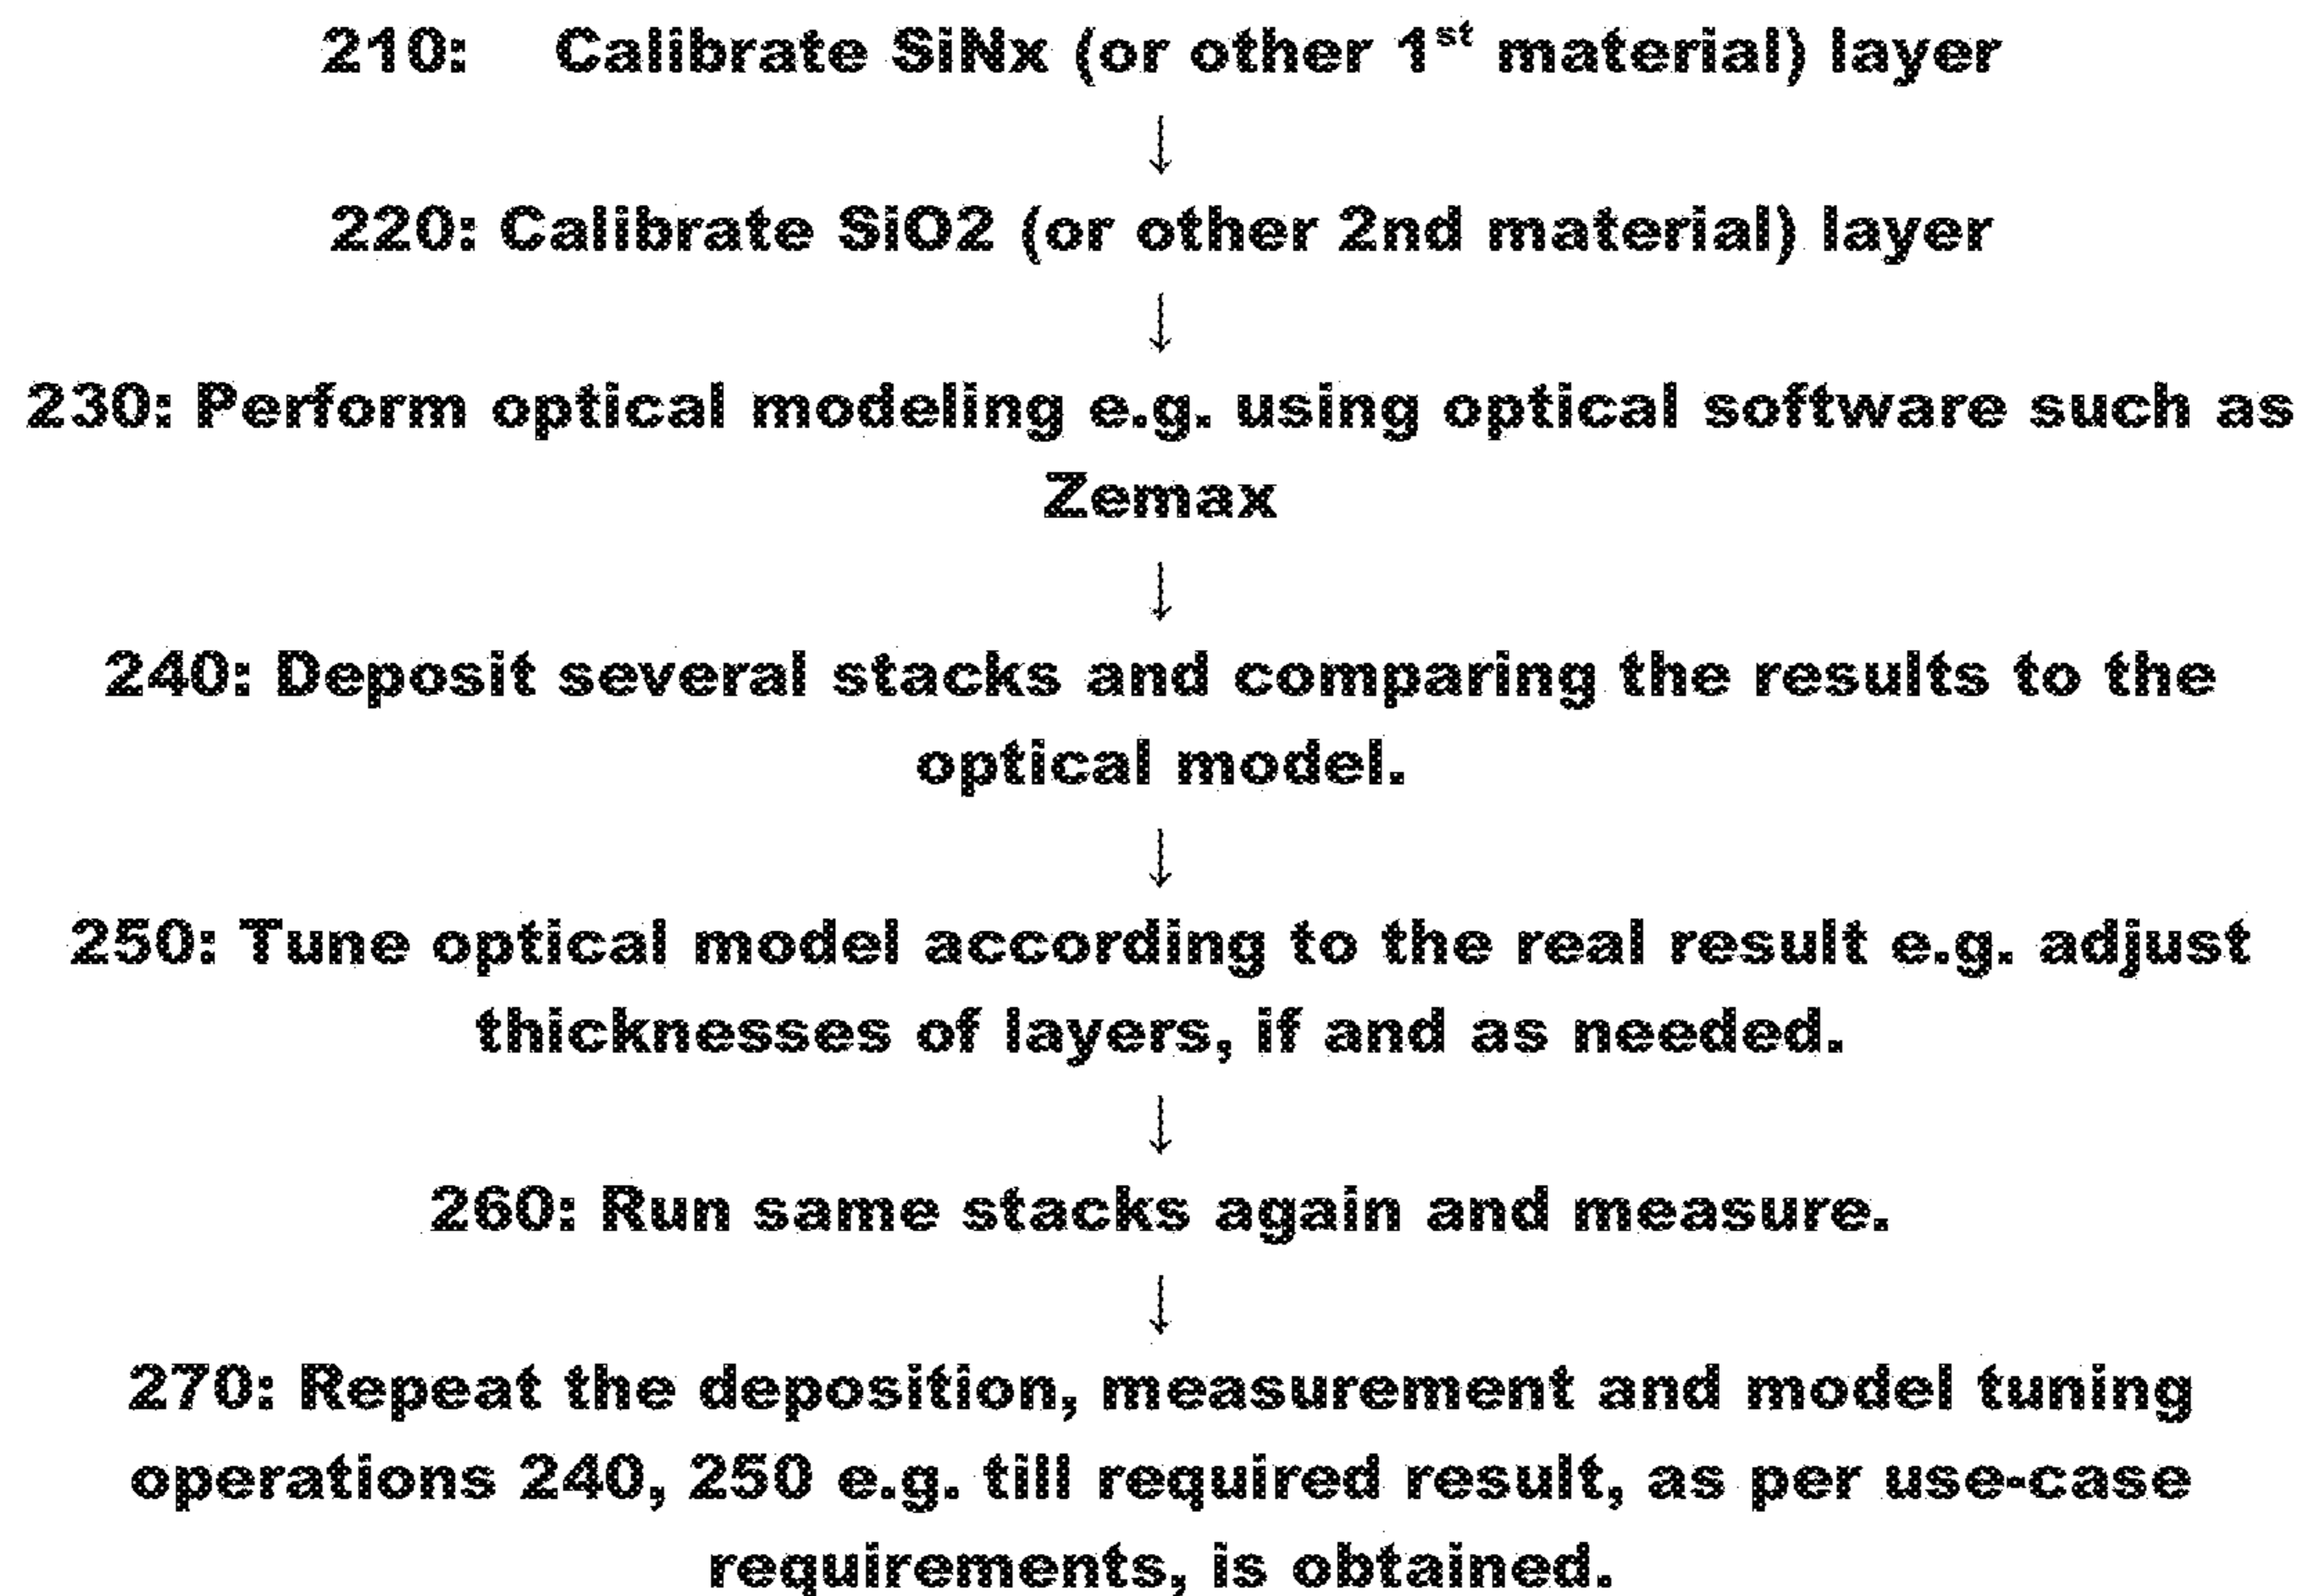 210: Calibrate SiNx (or other 1st material) layer
↓
220: Calibrate SiO2 (or other 2nd material) layer
↓
230: Perform optical modeling e.g. using optical software such as
Zemax
↓
240: Deposit several stacks and comparing the results to the
optical model.
↓
250: Tune optical model according to the real result e.g. adjust
thicknesses of layers, if and as needed.
↓
260: Run same stacks again and measure.
↓
270: Repeat the deposition, measurement and model tuning
operations 240, 250 e.g. till required result, as per use-case
requirements, is obtained.